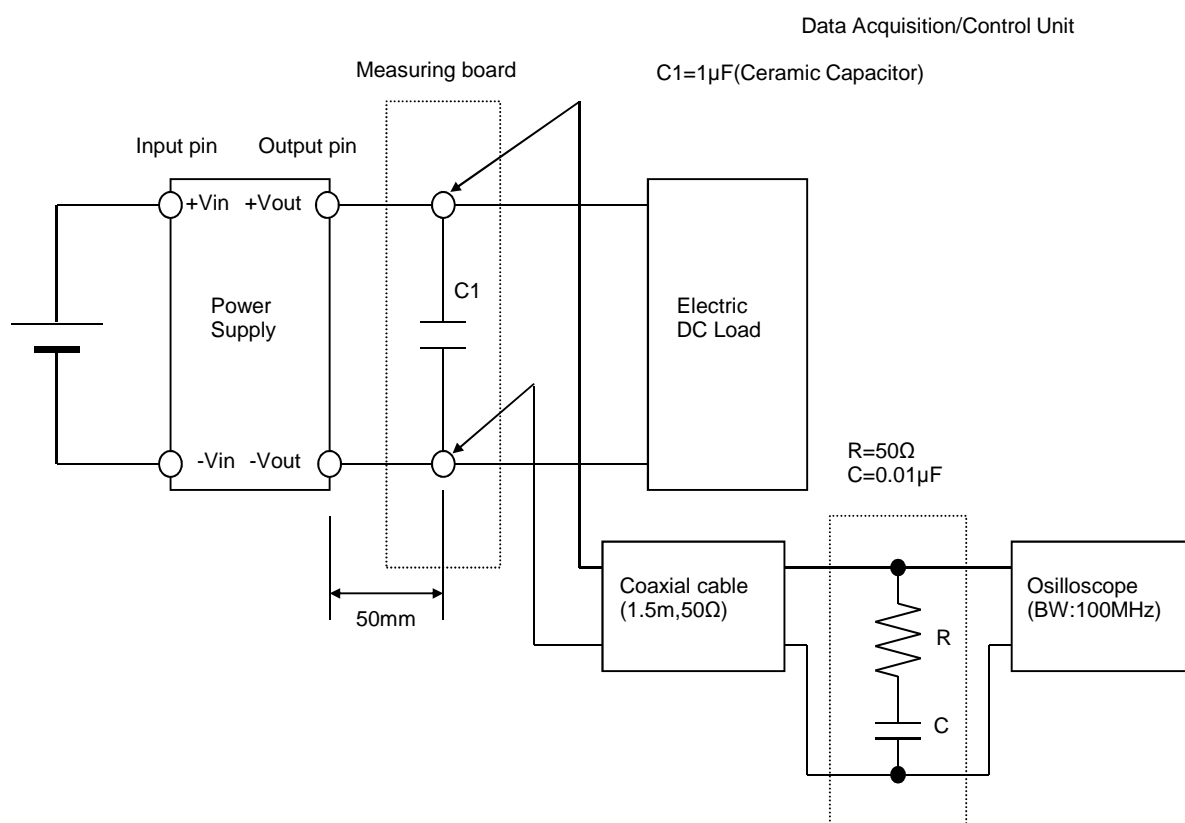 Data Acquisition/Control Unit
Measuring board
C1=1µF(Ceramic Capacitor)
Input pin
Output pin
+Vin
+Vout
C1
Power
Supply
Electric
DC Load
-Vin
-Vout
R=50Ω
C=0.01µF
50mm
Coaxial cable
(1.5m,50Ω)
Osilloscope
(BW:100MHz)
R
C